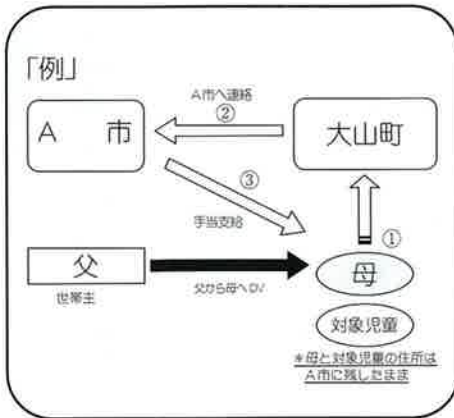 「例」
A市へ連絡
②
A 市
大山町
③
手当支給
①
父
母
世帯主
父から母へDV
対象児童
*母と対象児童の住所は
A市に残したまま